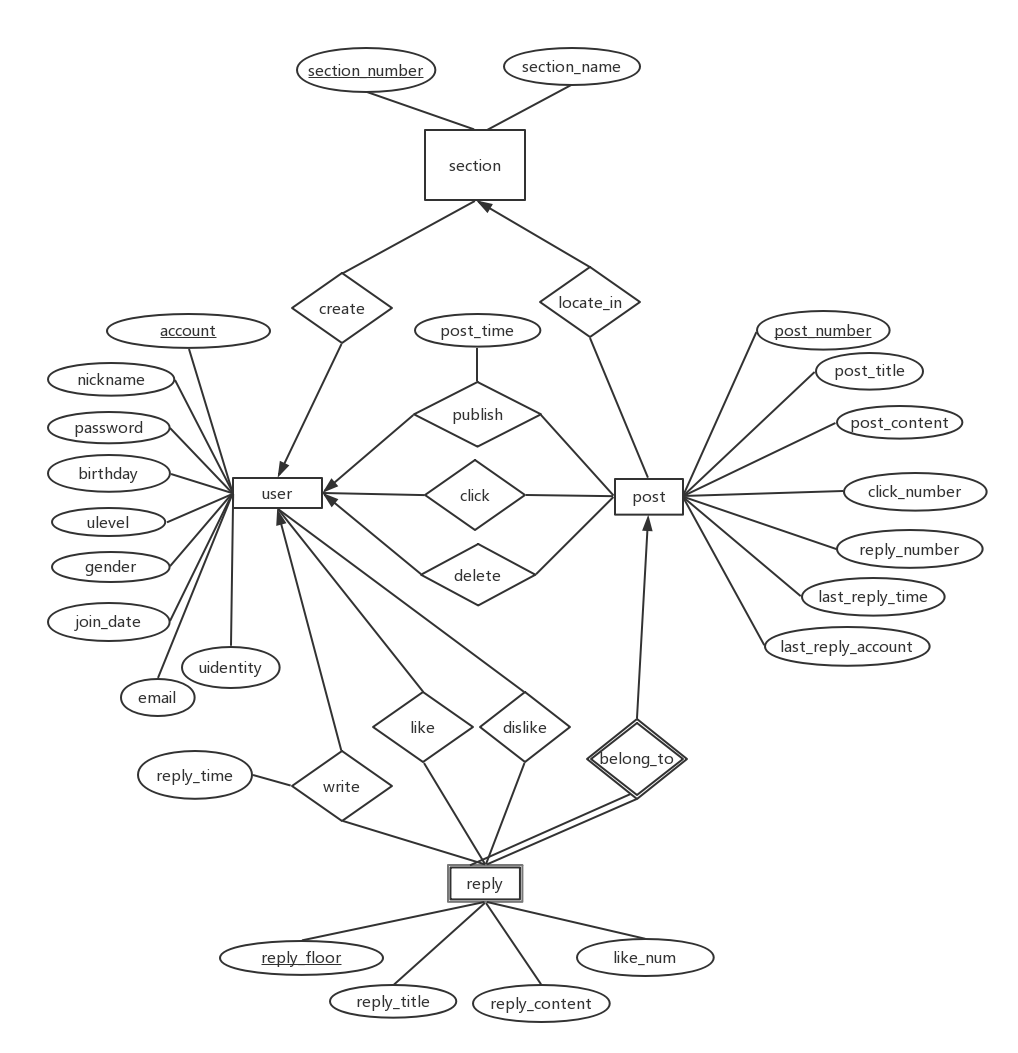 section_number
section_name
section
create
locate_in
account
post_time
post_number
nickname
post_title
password
publish
post_content
birthday
user
click
post
click_number
ulevel
reply_number
gender
delete
last_reply_time
join_date
last_reply_account
uidentity
email
like
dislike
belong_to
reply_time
write
reply
reply_floor
like_num
reply_title
reply_content